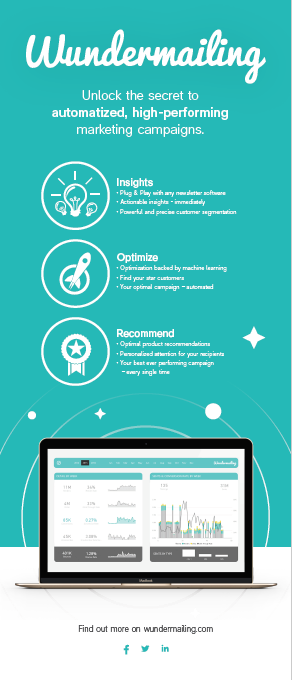 Wundermailing
Unlock the secret to
automatized, high-performing
marketing campaigns.
Insights
• Plug & Play with any newsletter software
• Actionable insights - immediately
• Powerful and precise customer segmentation
Optimize
• Optimization backed by machine learning
• Find your star customers
• Your optimal campaign – automated
Recommend
• Optimal product recommendations
• Personalised attention for your recipients
• Your best ever performing campaign
– every single time
Wundermailing
MacBook
Find out more on wundermailing.com